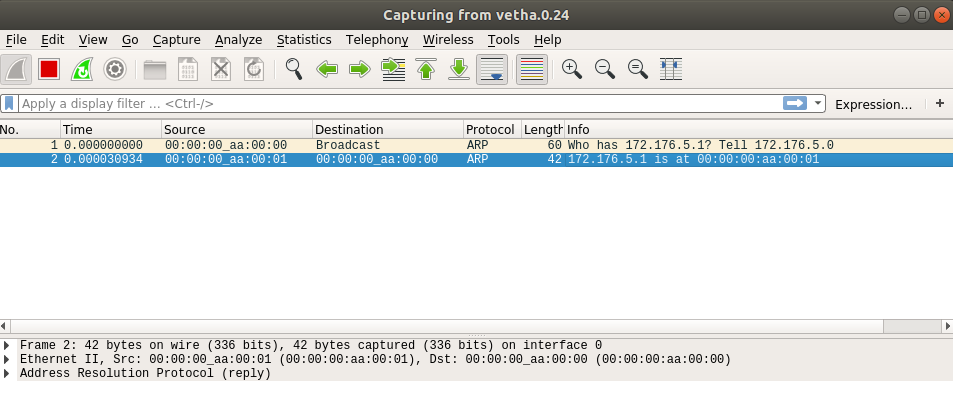 Capturing from vetha.0.24
File Edit View Go Capture Analyze Statistics Telephony Wireless Tools Help
Apply a display filter ... <Ctrl-/> Expression... +
No. Time Source Destination Protocol Length Info
1 0.000000000 00:00:00_aa:00:00 Broadcast ARP 60 Who has 172.176.5.1? Tell 172.176.5.0
2 0.000030934 00:00:00_aa:00:01 00:00:00_aa:00:00 ARP 42 172.176.5.1 is at 00:00:00:aa:00:01
Frame 2: 42 bytes on wire (336 bits), 42 bytes captured (336 bits) on interface 0
Ethernet II, Src: 00:00:00_aa:00:01 (00:00:00:aa:00:01), Dst: 00:00:00_aa:00:00 (00:00:00:aa:00:00)
Address Resolution Protocol (reply)